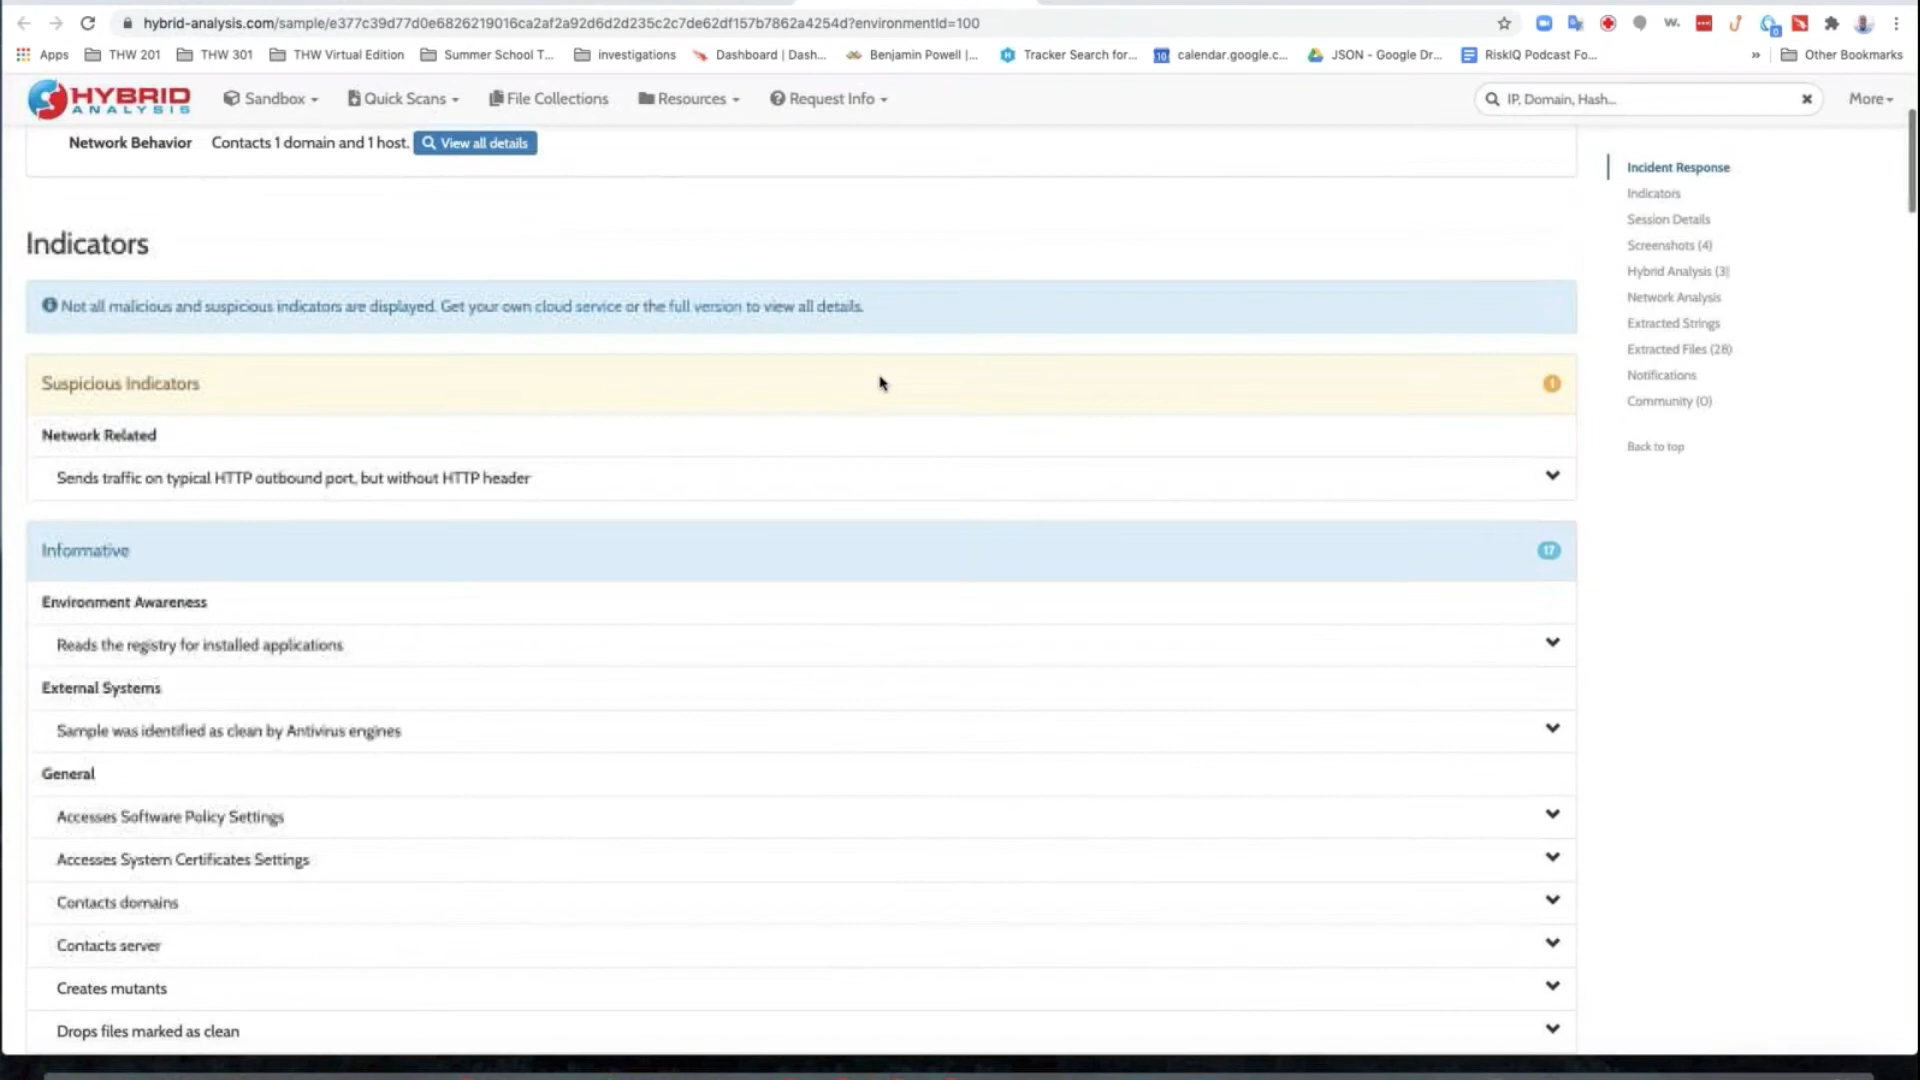 hybrid-analysis.com/sample/e377c39d77d0e6826219016ca2af2a92d6d2d235c2c7de62df157b7862a4254d?environmentId=100
Apps THW 201 THW 301 THW Virtual Edition Summer School T... investigations Dashboard | Dash... Benjamin Powell |... Tracker Search for... calendar.google.c... JSON - Google Dr... RiskIQ Podcast Fo... » Other Bookmarks
HYBRID ANALYSIS Sandbox Quick Scans File Collections Resources Request Info IP, Domain, Hash... More
Network Behavior Contacts 1 domain and 1 host. View all details
Indicators
Not all malicious and suspicious indicators are displayed. Get your own cloud service or the full version to view all details.
Suspicious Indicators 1
Network Related
Sends traffic on typical HTTP outbound port, but without HTTP header
Informative 17
Environment Awareness
Reads the registry for installed applications
External Systems
Sample was identified as clean by Antivirus engines
General
Accesses Software Policy Settings
Accesses System Certificates Settings
Contacts domains
Contacts server
Creates mutants
Drops files marked as clean
Incident Response
Indicators
Session Details
Screenshots (4)
Hybrid Analysis (3)
Network Analysis
Extracted Strings
Extracted Files (28)
Notifications
Community (0)
Back to top